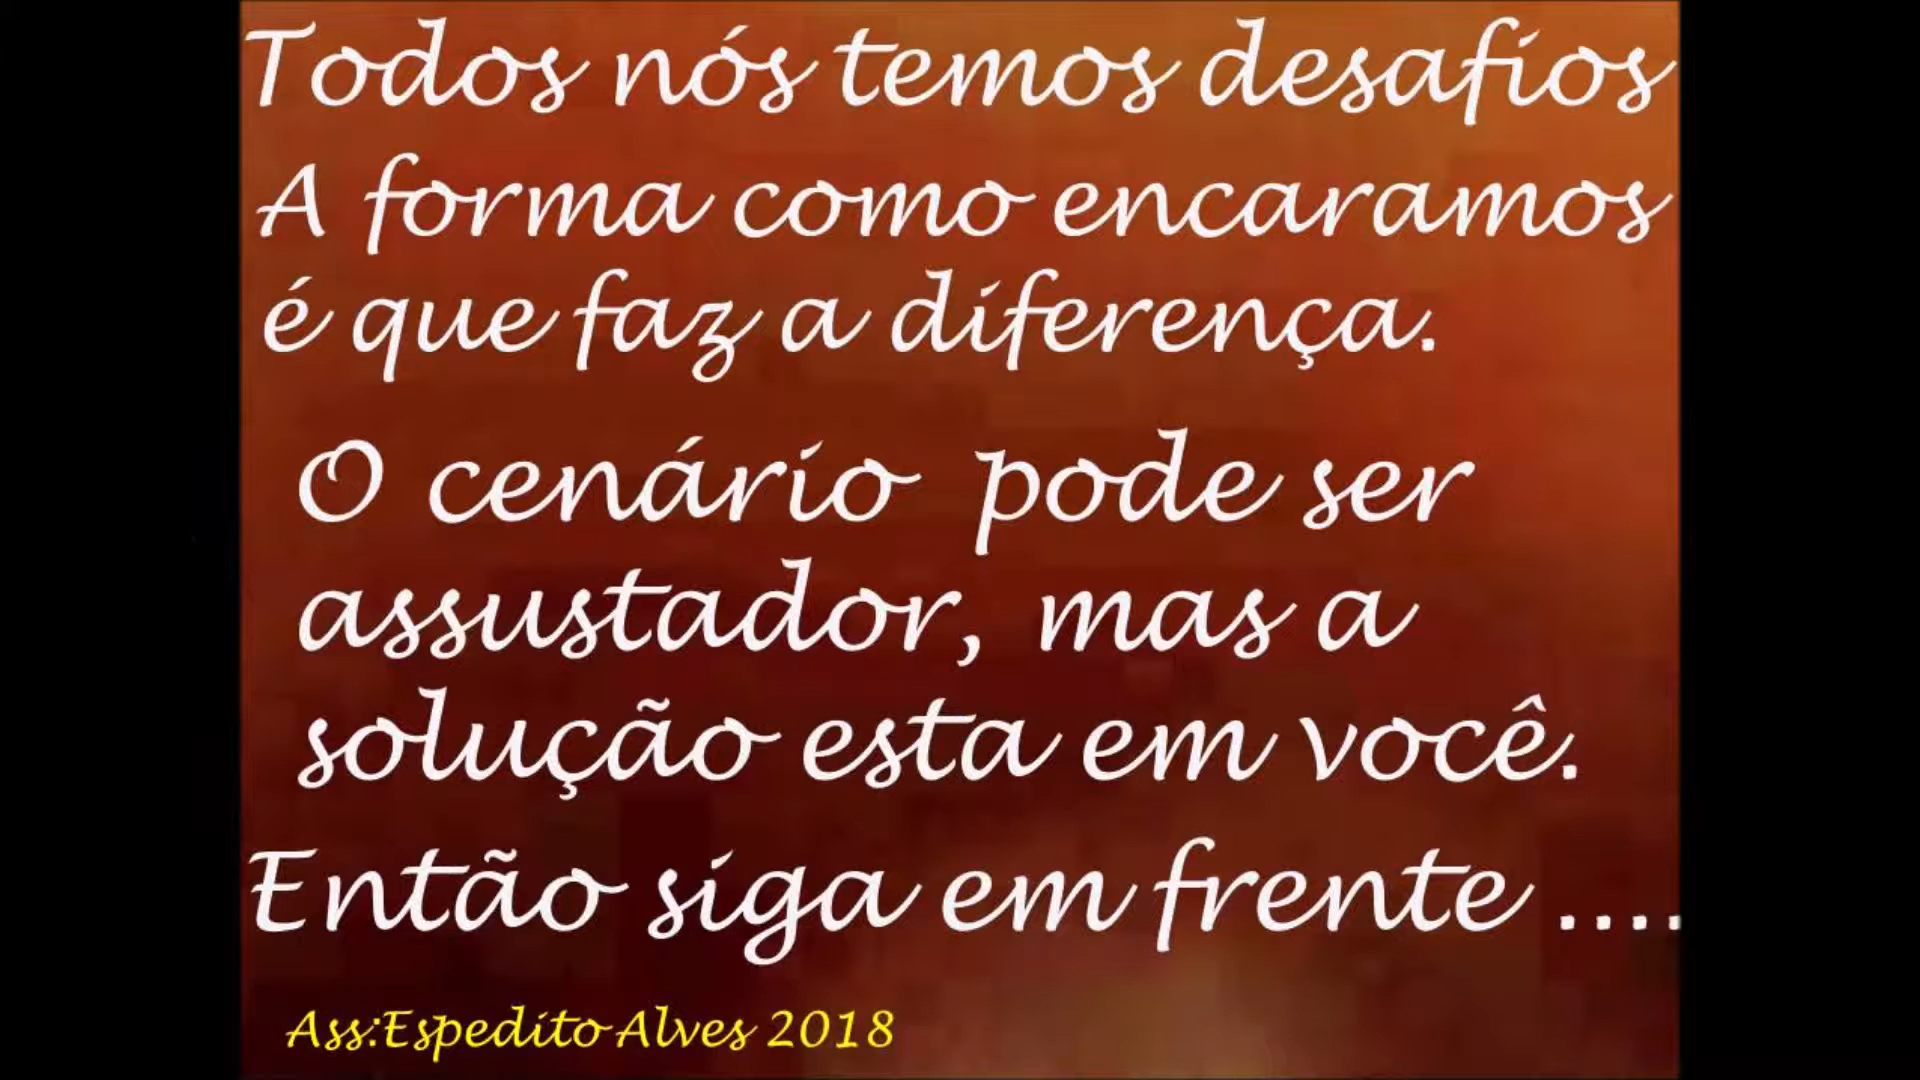 Todos nós temos desafios
A forma como encaramos
é que faz a diferença.
O cenário pode ser
assustador, mas a
solução esta em você.
Então siga em frente ....
Ass:Espedito Alves 2018